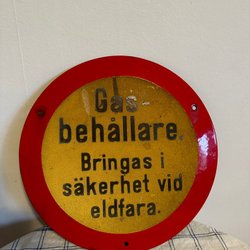 Gas-
behållare.
Bringas i
säkerhet vid
eldfara.